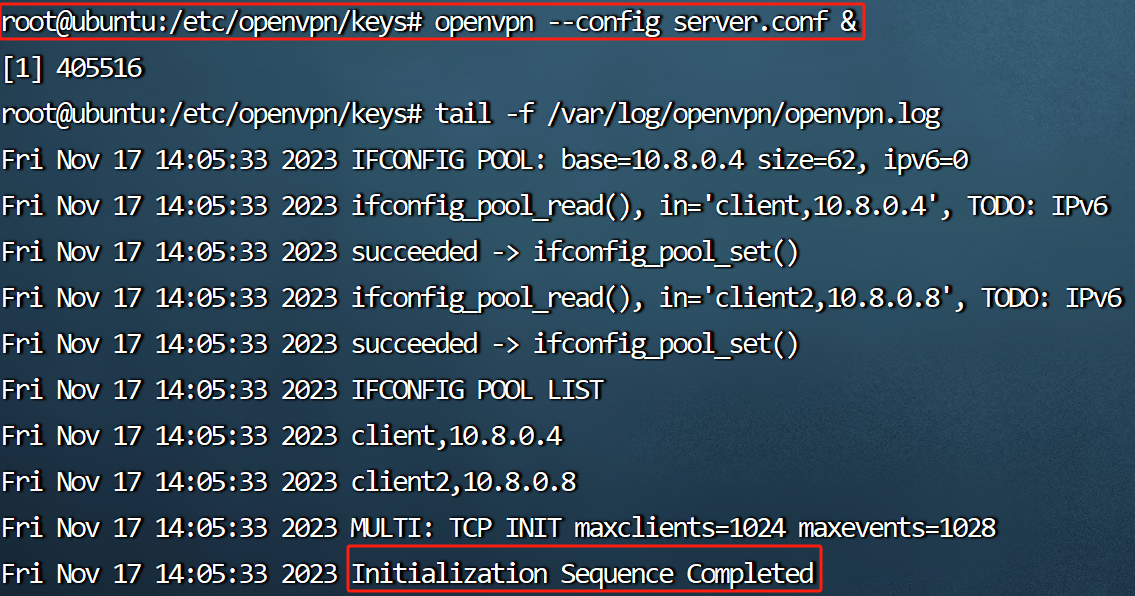 root@ubuntu:/etc/openvpn/keys# openvpn --config server.conf &
[1] 405516
root@ubuntu:/etc/openvpn/keys# tail -f /var/log/openvpn/openvpn.log
Fri Nov 17 14:05:33 2023 IFCONFIG POOL: base=10.8.0.4 size=62, ipv6=0
Fri Nov 17 14:05:33 2023 ifconfig_pool_read(), in='client,10.8.0.4', TODO: IPv6
Fri Nov 17 14:05:33 2023 succeeded -> ifconfig_pool_set()
Fri Nov 17 14:05:33 2023 ifconfig_pool_read(), in='client2,10.8.0.8', TODO: IPv6
Fri Nov 17 14:05:33 2023 succeeded -> ifconfig_pool_set()
Fri Nov 17 14:05:33 2023 IFCONFIG POOL LIST
Fri Nov 17 14:05:33 2023 client,10.8.0.4
Fri Nov 17 14:05:33 2023 client2,10.8.0.8
Fri Nov 17 14:05:33 2023 MULTI: TCP INIT maxclients=1024 maxevents=1028
Fri Nov 17 14:05:33 2023 Initialization Sequence Completed